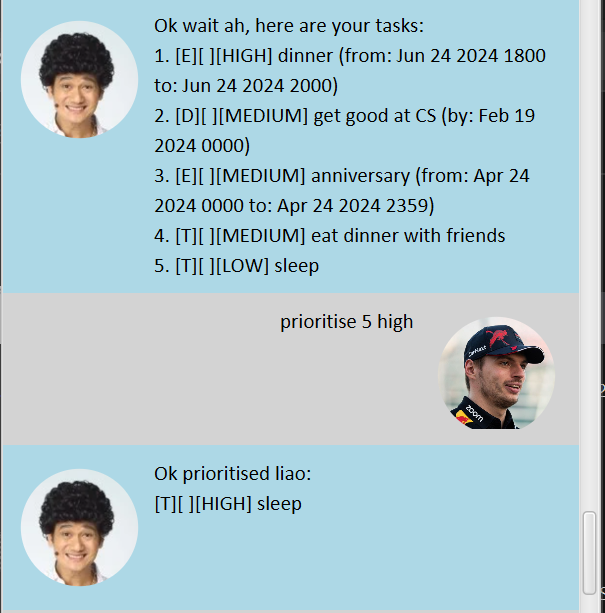 Ok wait ah, here are your tasks:
1. [E][ ][HIGH] dinner (from: Jun 24 2024 1800
to: Jun 24 2024 2000)
2. [D][ ][MEDIUM] get good at CS (by: Feb 19
2024 0000)
3. [E][ ][MEDIUM] anniversary (from: Apr 24
2024 0000 to: Apr 24 2024 2359)
4. [T][ ][MEDIUM] eat dinner with friends
5. [T][ ][LOW] sleep
prioritise 5 high
zoom
Ok prioritised liao:
[T][ ][HIGH] sleep